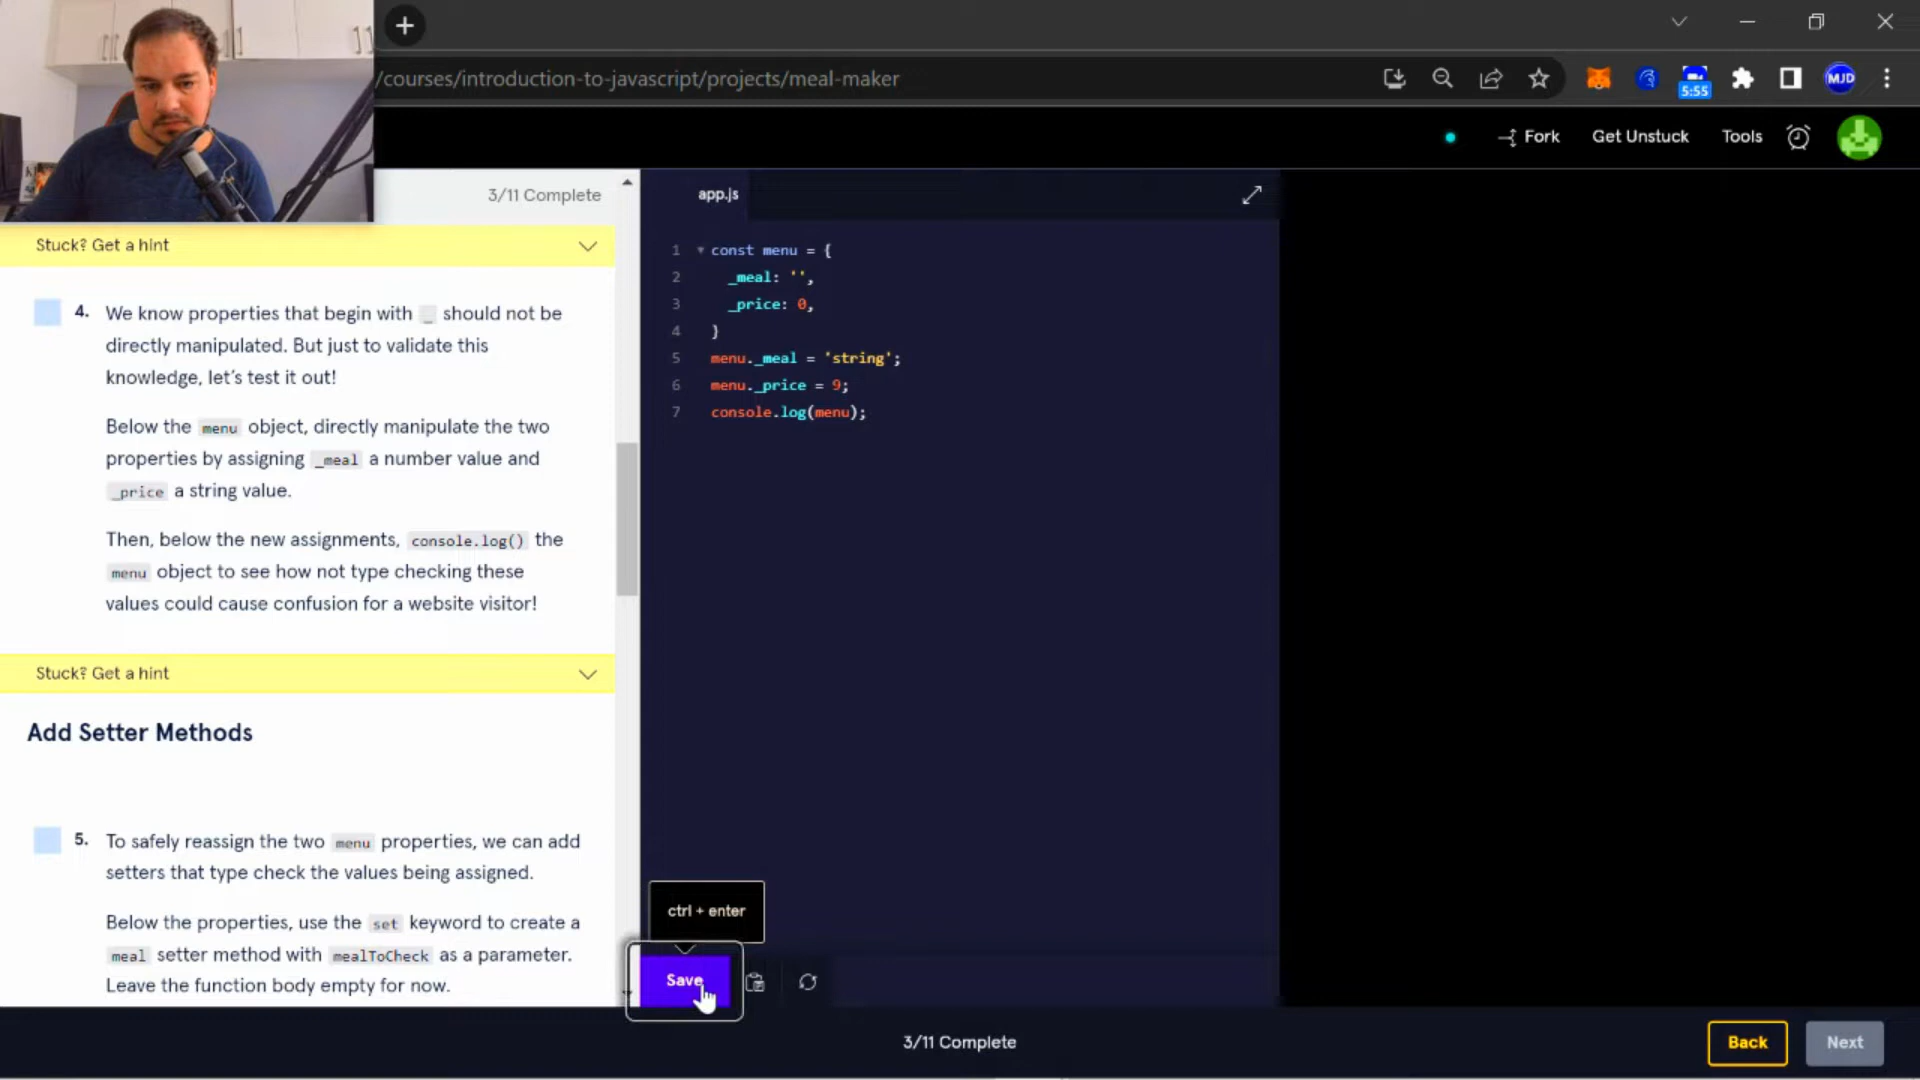 /courses/introduction-to-javascript/projects/meal-maker
5:55
MJD
Fork
Get Unstuck
Tools
3/11 Complete
Stuck? Get a hint
4. We know properties that begin with _ should not be
directly manipulated. But just to validate this
knowledge, let's test it out!
Below the menu object, directly manipulate the two
properties by assigning _meal a number value and
_price a string value.
Then, below the new assignments, console.log() the
menu object to see how not type checking these
values could cause confusion for a website visitor!
Stuck? Get a hint
Add Setter Methods
5. To safely reassign the two menu properties, we can add
setters that type check the values being assigned.
Below the properties, use the set keyword to create a
meal setter method with mealToCheck as a parameter.
Leave the function body empty for now.
app.js
1 const menu = {
2 _meal: '',
3 _price: 0,
4 }
5 menu._meal = 'string';
6 menu._price = 9;
7 console.log(menu);
ctrl + enter
Save
3/11 Complete
Back
Next